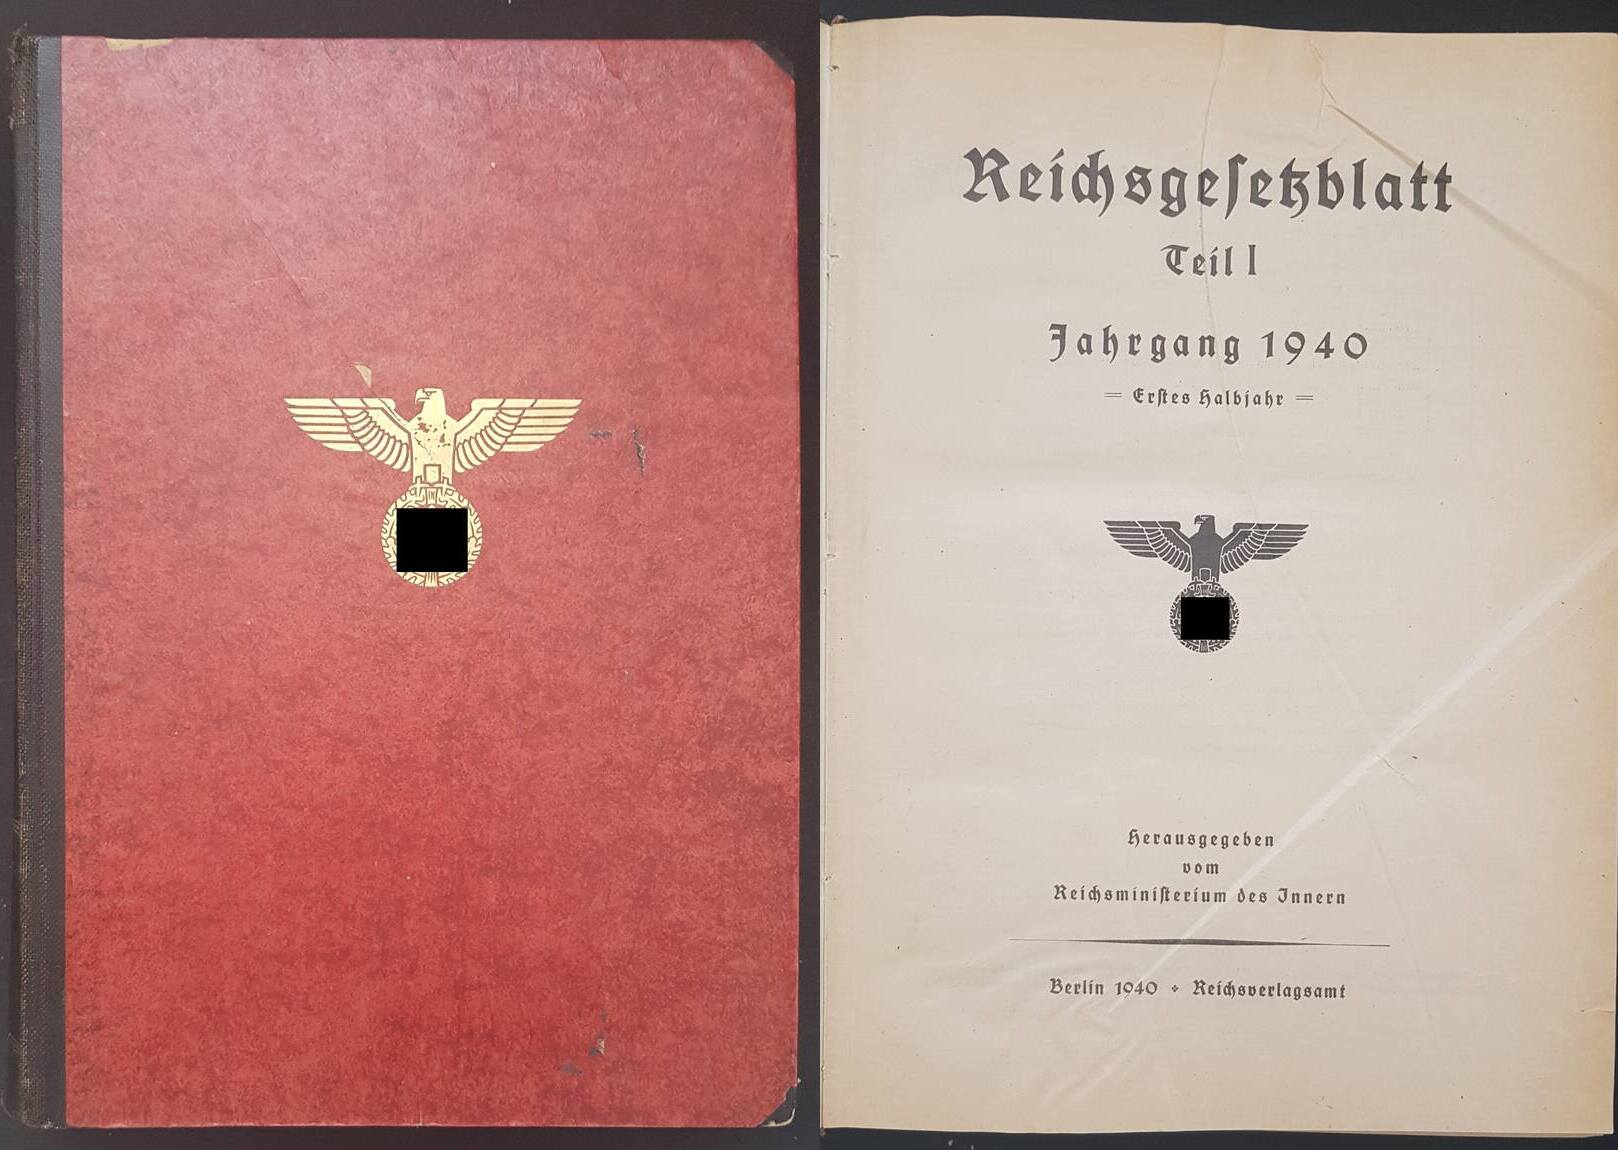 Reichsgesetzblatt
Teil I
Jahrgang 1940
= Erstes Halbjahr =
Herausgegeben
vom
Reichsministerium des Innern
Berlin 1940 ⁘ Reichsverlagsamt